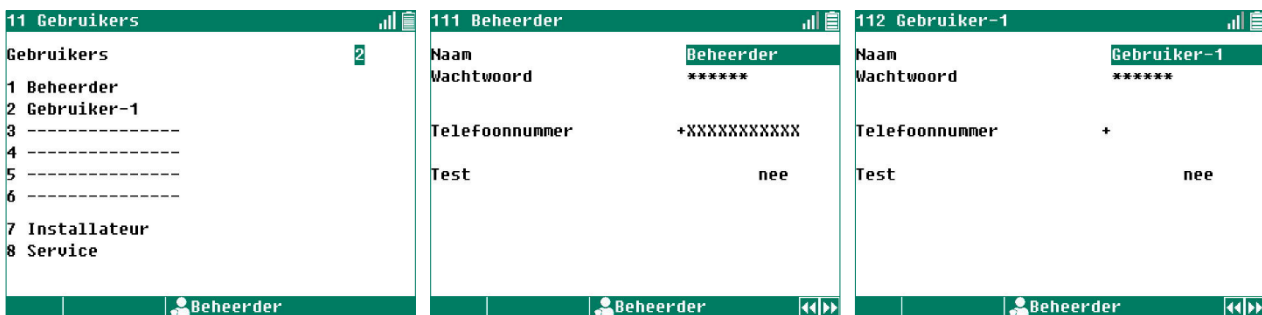 11 Gebruikers
Gebruikers 2
1 Beheerder
2 Gebruiker-1
3 ---------------
4 ---------------
5 ---------------
6 ---------------
7 Installateur
8 Service
Beheerder
111 Beheerder
Naam Beheerder
Wachtwoord ******
Telefoonnummer +XXXXXXXXXXX
Test nee
Beheerder
112 Gebruiker-1
Naam Gebruiker-1
Wachtwoord ******
Telefoonnummer +
Test nee
Beheerder